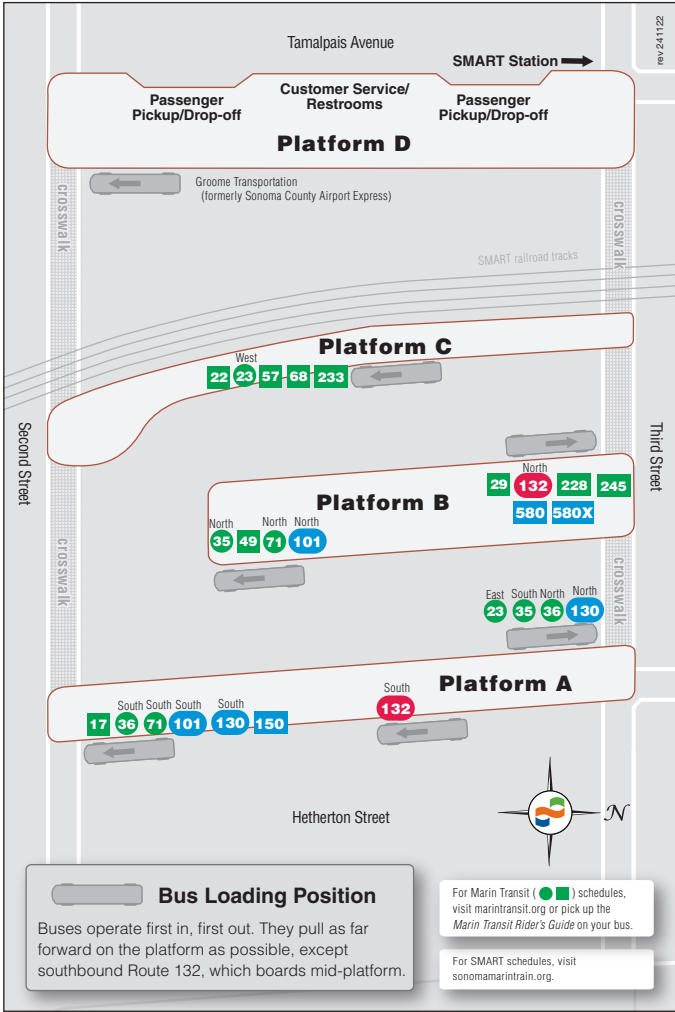 rev 241122
Tamalpais Avenue
SMART Station
Passenger
Pickup/Drop-off
Customer Service/
Restrooms
Passenger
Pickup/Drop-off
Platform D
Groome Transportation
(formerly Sonoma County Airport Express)
crosswalk
crosswalk
SMART railroad tracks
Platform C
West
22 23 57 68 233
Second Street
Third Street
Platform B
North
29 132 228 245
580 580X
North North North
35 49 71 101
crosswalk
crosswalk
East South North North
23 35 36 130
Platform A
South South South South
17 36 71 101 130 150
South
132
Hetherton Street
N
Bus Loading Position
Buses operate first in, first out. They pull as far
forward on the platform as possible, except
southbound Route 132, which boards mid-platform.
For Marin Transit ( ) schedules,
visit marintransit.org or pick up the
Marin Transit Rider's Guide on your bus.
For SMART schedules, visit
sonomamarintrain.org.